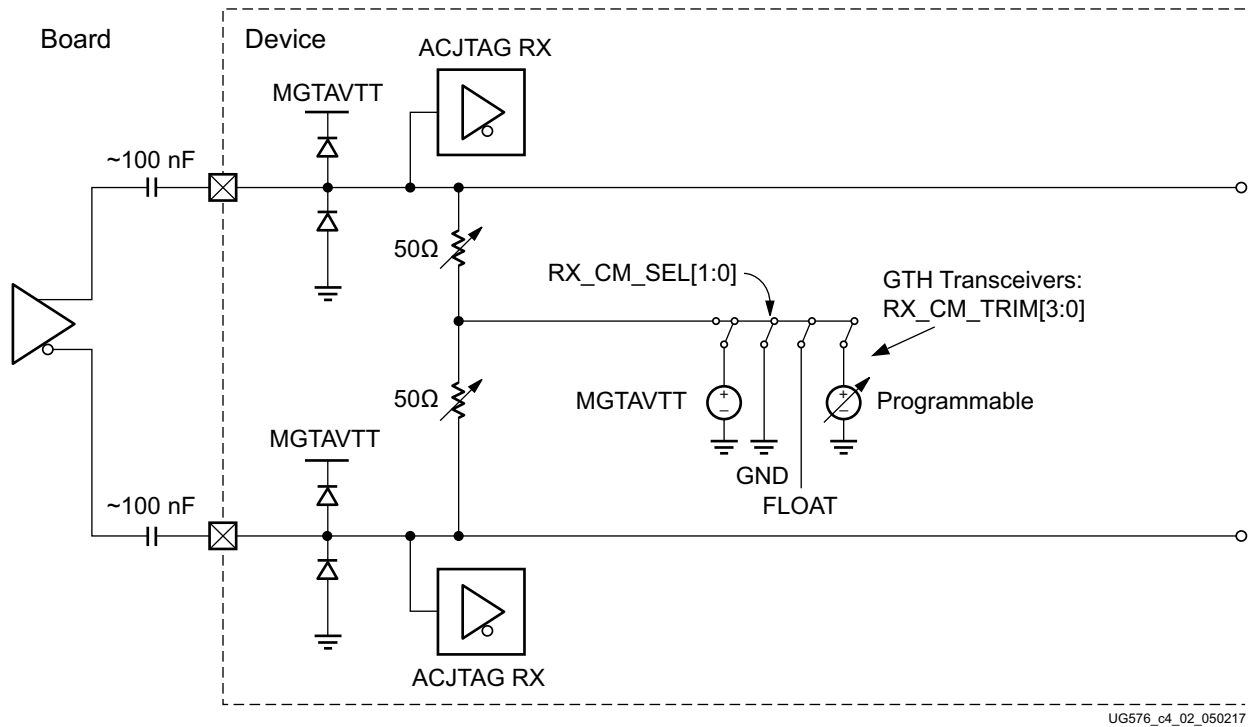 Board
Device
ACJTAG RX
MGTAVTT
~100 nF
50Ω
RX_CM_SEL[1:0]
GTH Transceivers:
RX_CM_TRIM[3:0]
50Ω
MGTAVTT
+
–
+
–
Programmable
MGTAVTT
GND
FLOAT
~100 nF
ACJTAG RX
UG576_c4_02_050217